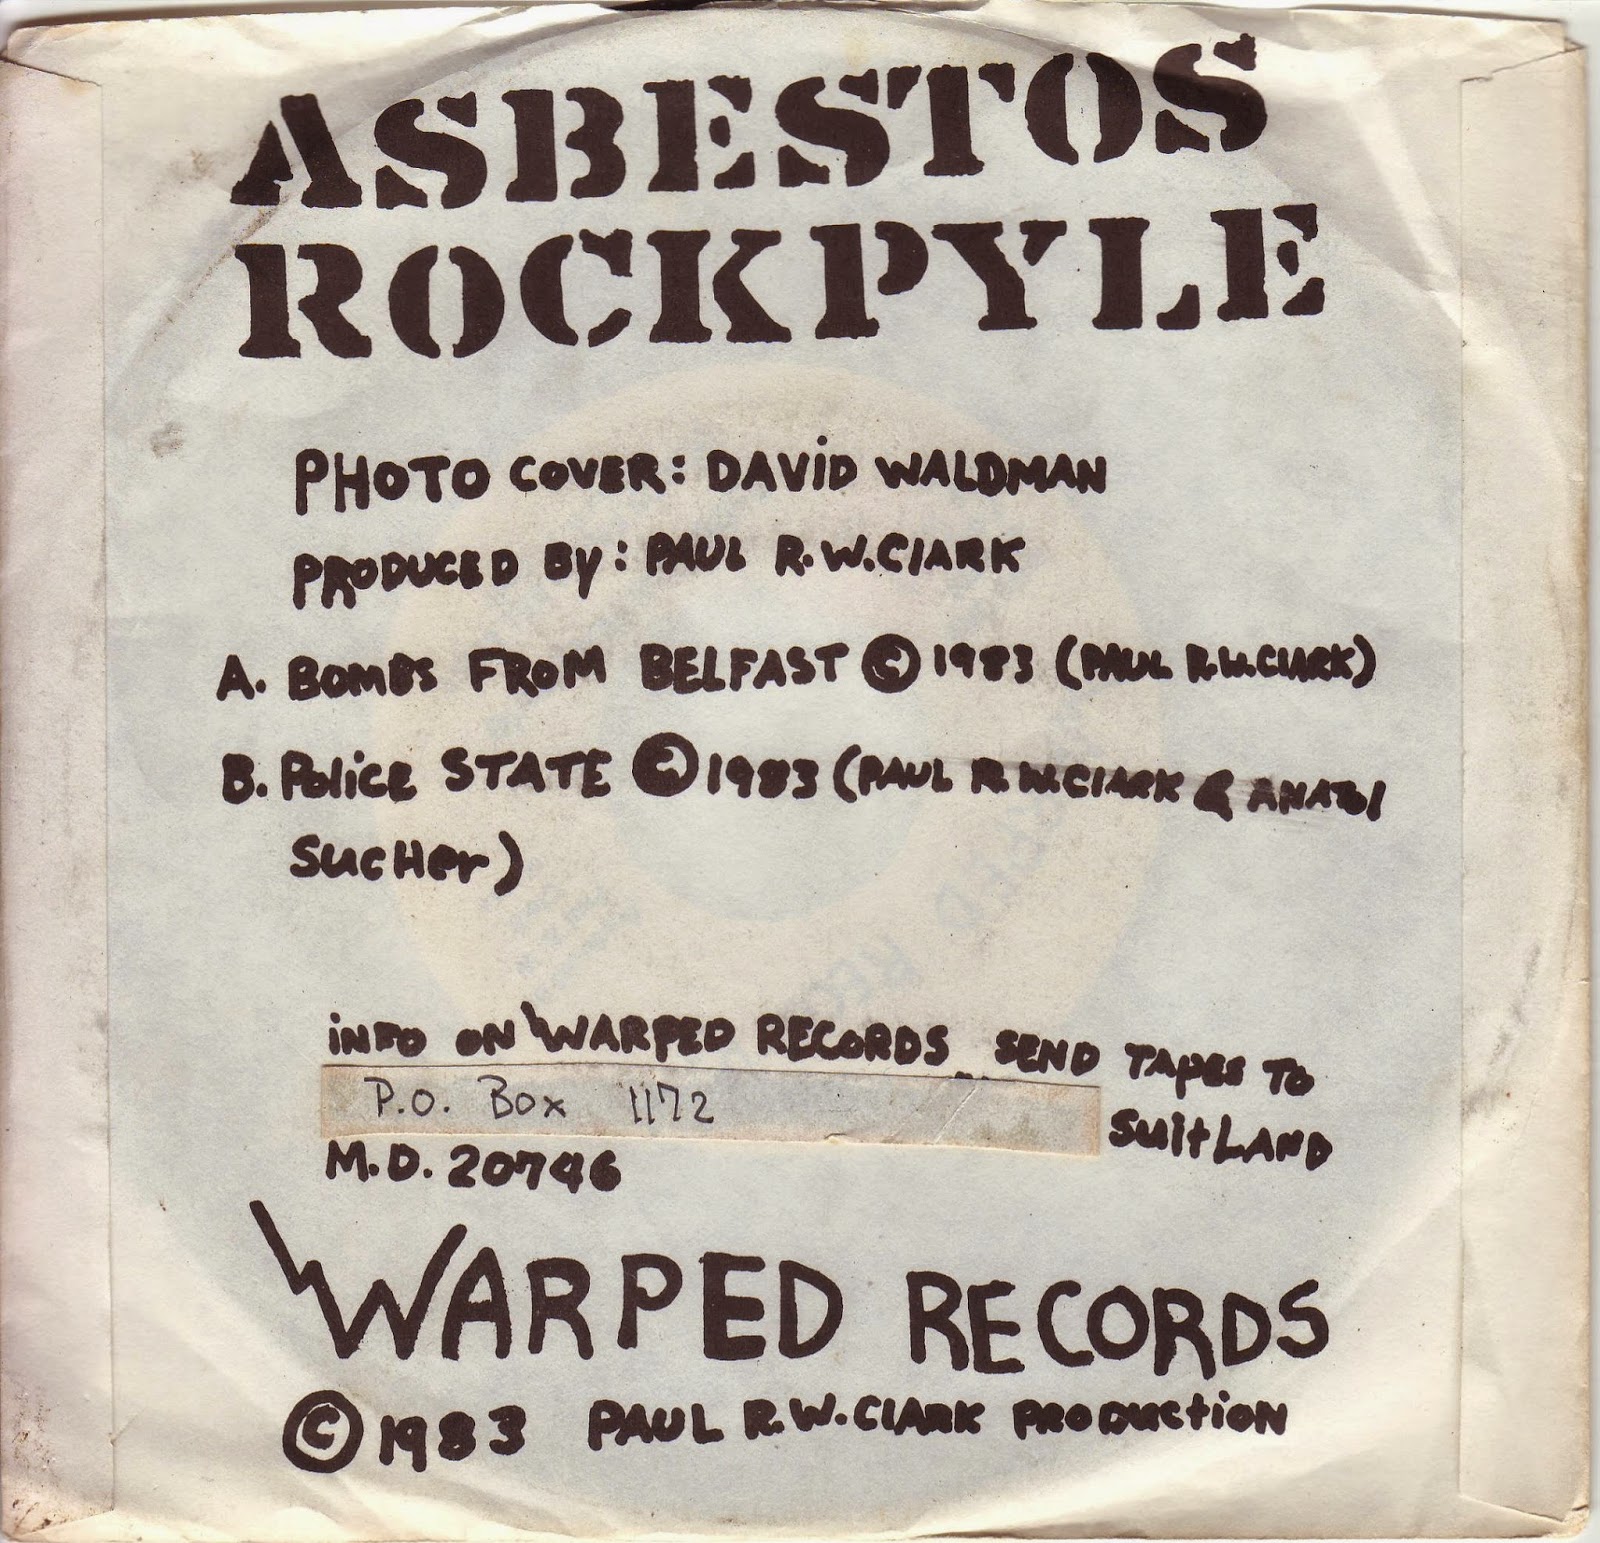 ASBESTOS
ROCKPYLE
PHOTO COVER: DAVID WALDMAN
PRODUCED By: PAUL R.W.CLARK
A. BOMBS FROM BELFAST © 1983 (PAUL R.W.CLARK)
B. Police STATE © 1983 (PAUL R.W.CLARK &
SUCHer)
iNFO ON WARPED RECORDS SEND TAPES TO
P.O. Box 1172 SUitLAND
M.D. 20746
WARPED RECORDS
© 1983 PAUL R.W.CLARK PRODUCtiON